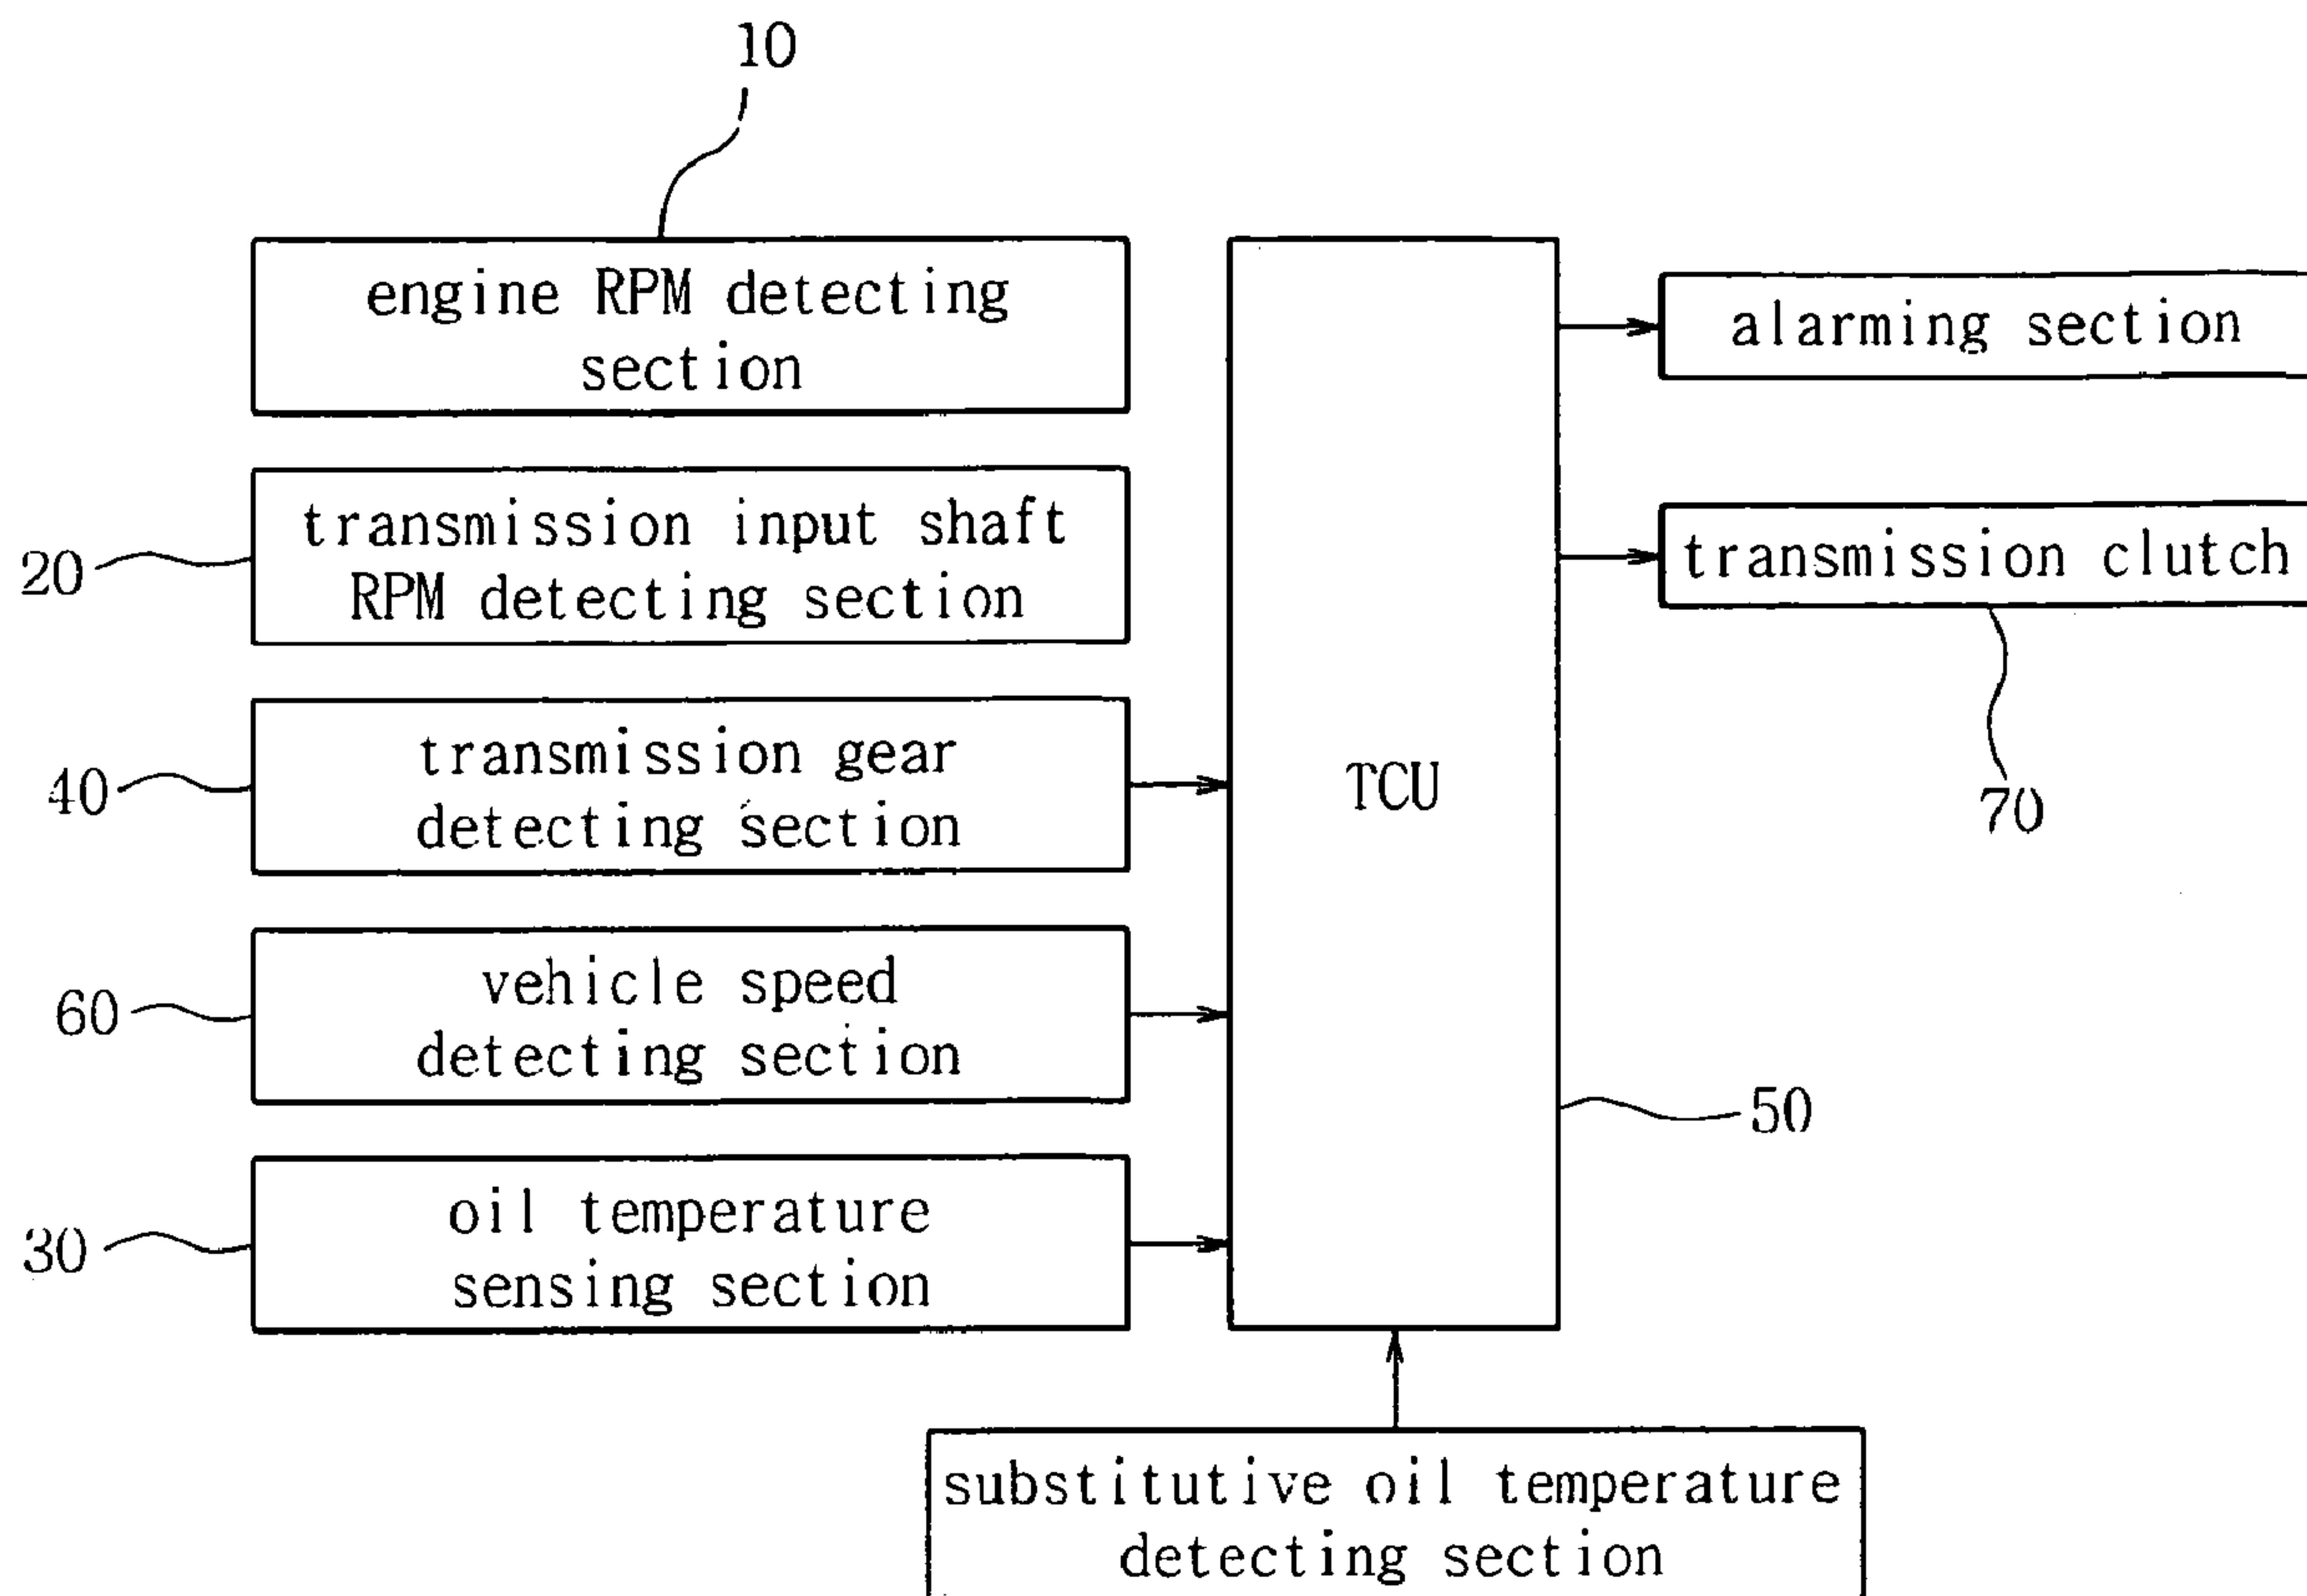 10
engine RPM detecting
section
alarming section
20
transmission input shaft
RPM detecting section
transmission clutch
70
40
transmission gear
detecting section
TCU
60
vehicle speed
detecting section
50
30
oil temperature
sensing section
substitutive oil temperature
detecting section